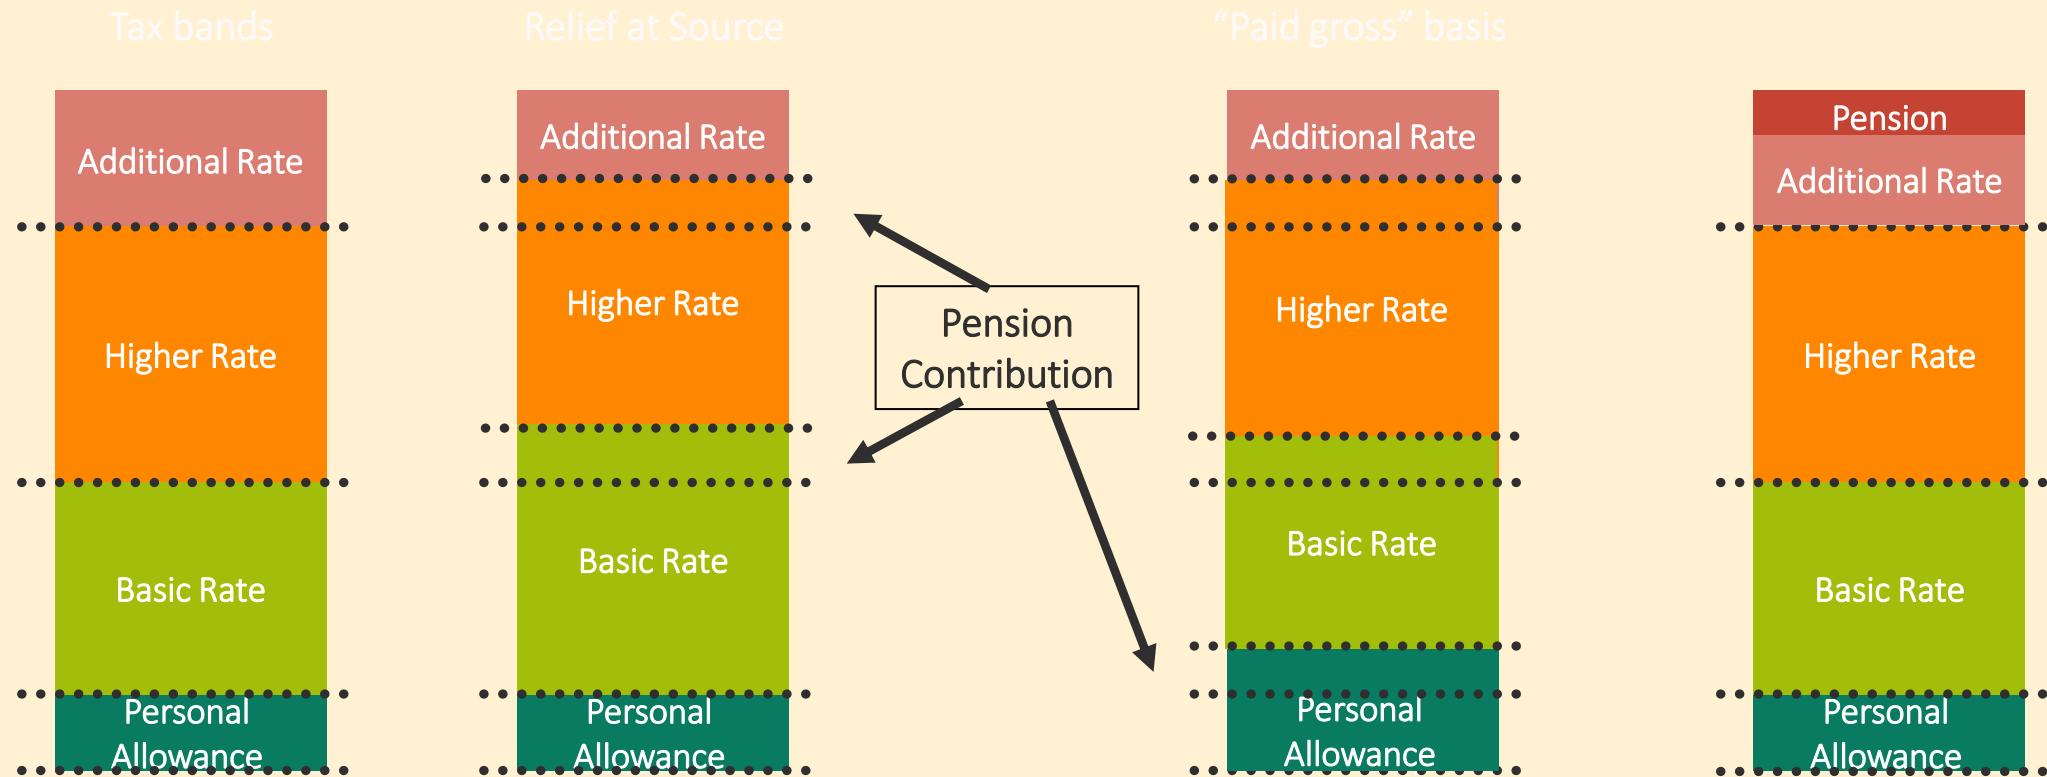 Tax bands
Relief at Source
“Paid gross” basis
Additional Rate
Higher Rate
Basic Rate
Personal
Allowance
Additional Rate
Higher Rate
Basic Rate
Personal
Allowance
Pension
Contribution
Additional Rate
Higher Rate
Basic Rate
Personal
Allowance
Pension
Additional Rate
Higher Rate
Basic Rate
Personal
Allowance